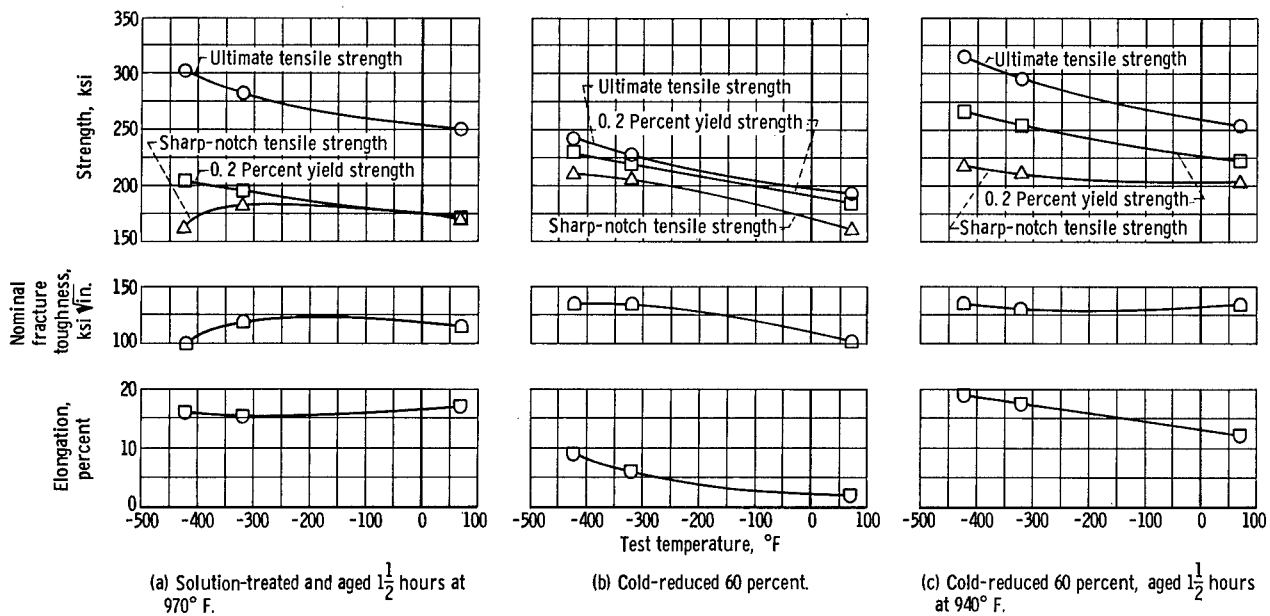 350
300
250
200
150
Strength, ksi
Ultimate tensile strength
Sharp-notch tensile strength
0.2 Percent yield strength
Ultimate tensile strength
0.2 Percent yield strength
Sharp-notch tensile strength
Ultimate tensile strength
0.2 Percent yield strength
Sharp-notch tensile strength
Nominal
fracture
toughness,
ksi √in.
150
100
Elongation,
percent
20
10
0
-500 -400 -300 -200 -100 0 100
-500 -400 -300 -200 -100 0 100
-500 -400 -300 -200 -100 0 100
Test temperature, °F
(a) Solution-treated and aged 1 1/2 hours at
970° F.
(b) Cold-reduced 60 percent.
(c) Cold-reduced 60 percent, aged 1 1/2 hours
at 940° F.